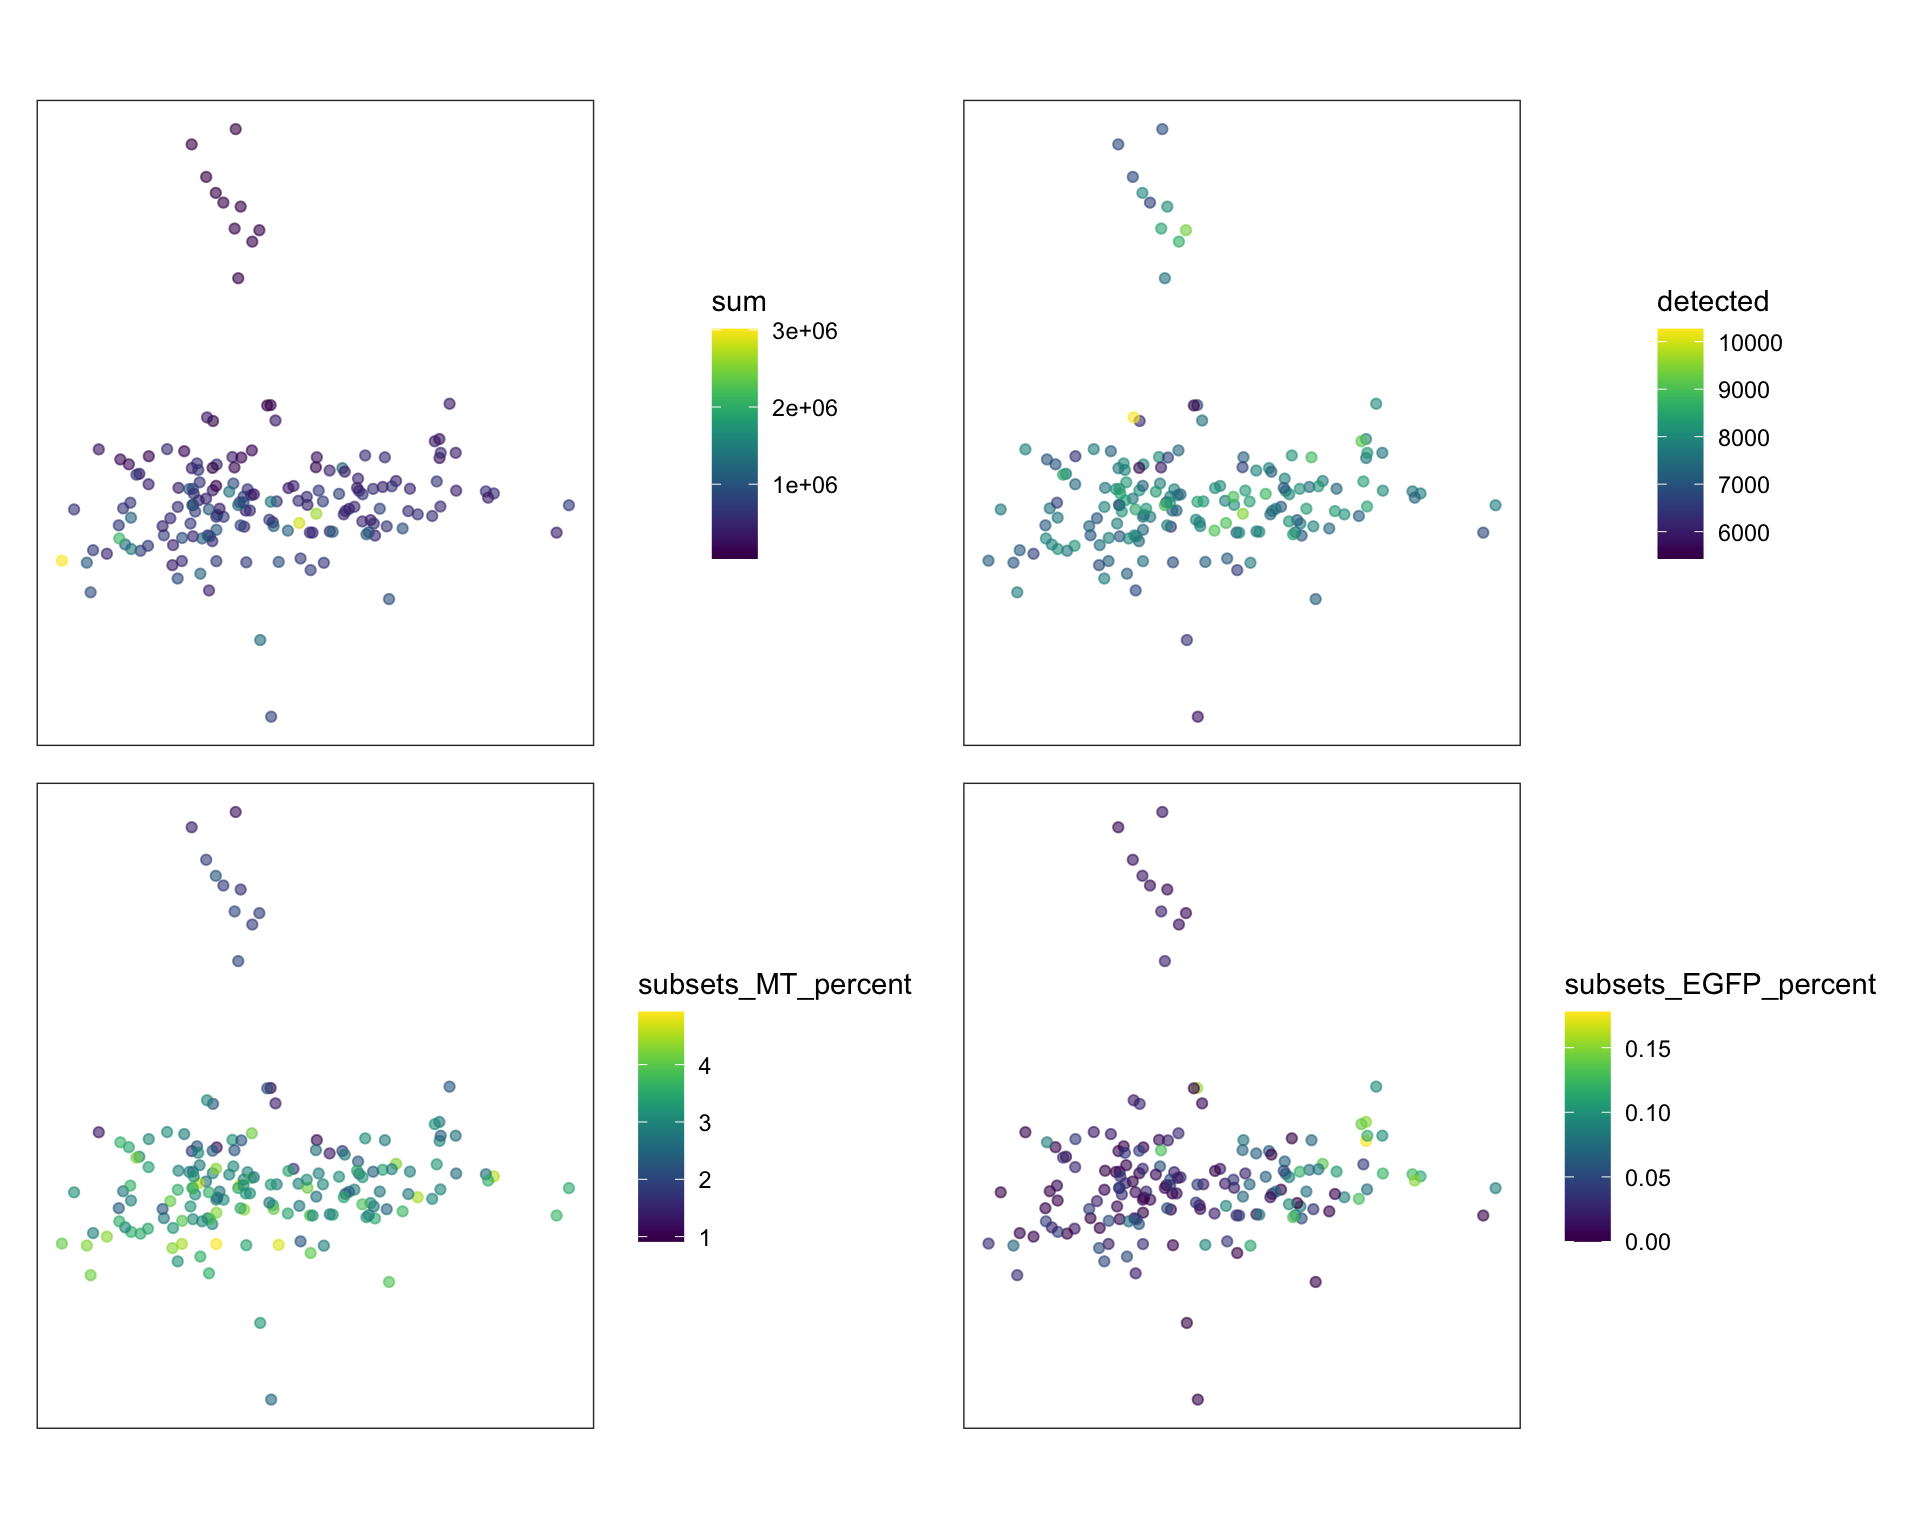 sum
3e+06
2e+06
1e+06
detected
10000
9000
8000
7000
6000
subsets_MT_percent
4
3
2
1
subsets_EGFP_percent
0.15
0.10
0.05
0.00